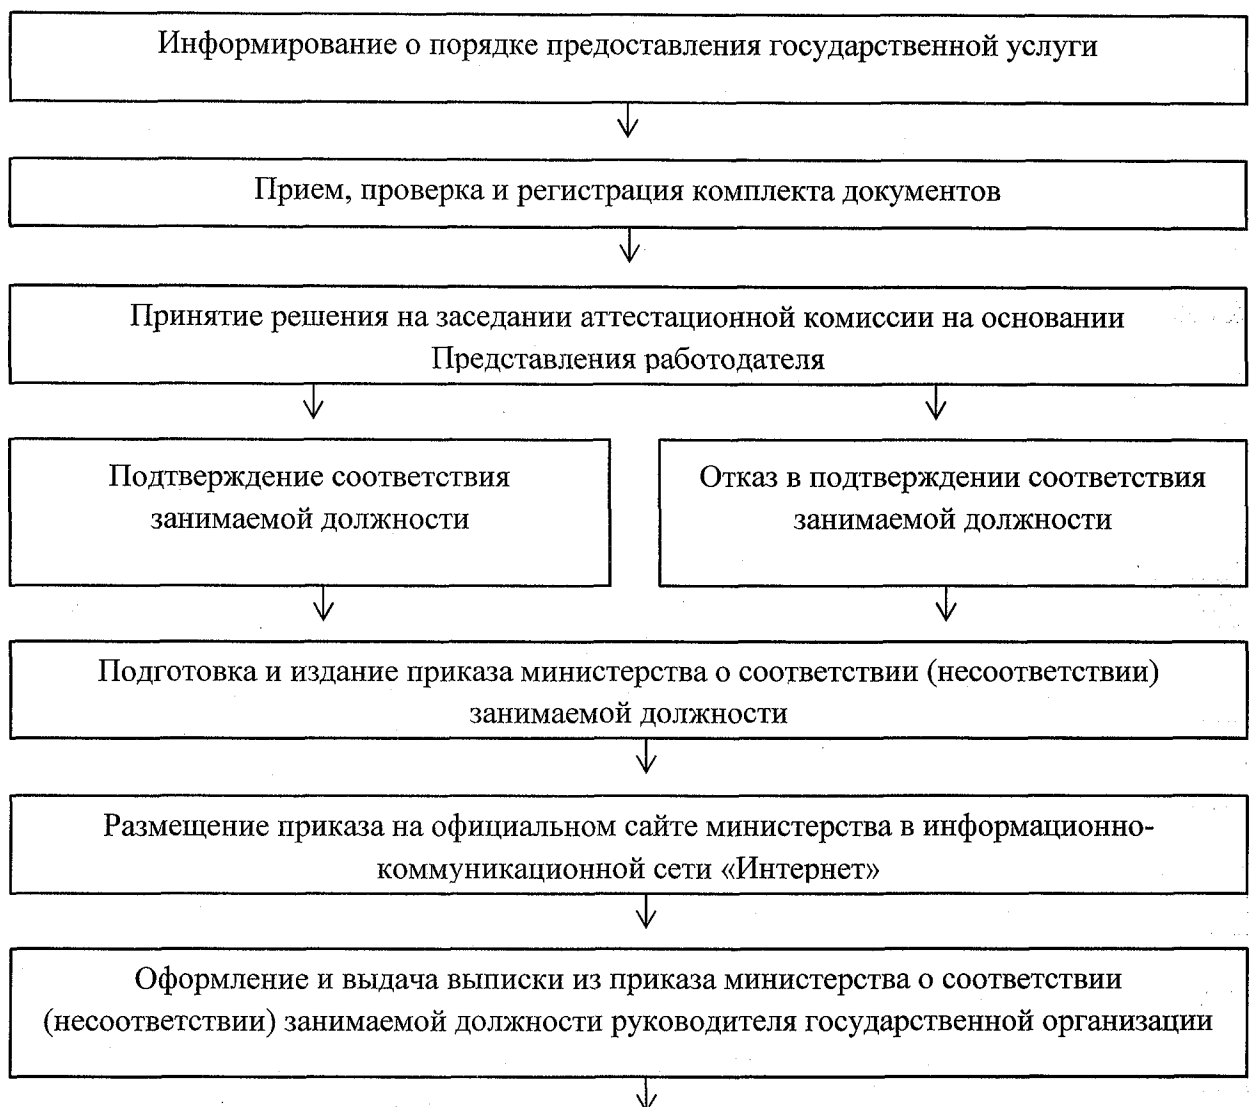 Информирование о порядке предоставления государственной услуги
Прием, проверка и регистрация комплекта документов
Принятие решения на заседании аттестационной комиссии на основании
Представления работодателя
Подтверждение соответствия
занимаемой должности
Отказ в подтверждении соответствия
занимаемой должности
Подготовка и издание приказа министерства о соответствии (несоответствии)
занимаемой должности
Размещение приказа на официальном сайте министерства в информационно-
коммуникационной сети «Интернет»
Оформление и выдача выписки из приказа министерства о соответствии
(несоответствии) занимаемой должности руководителя государственной организации